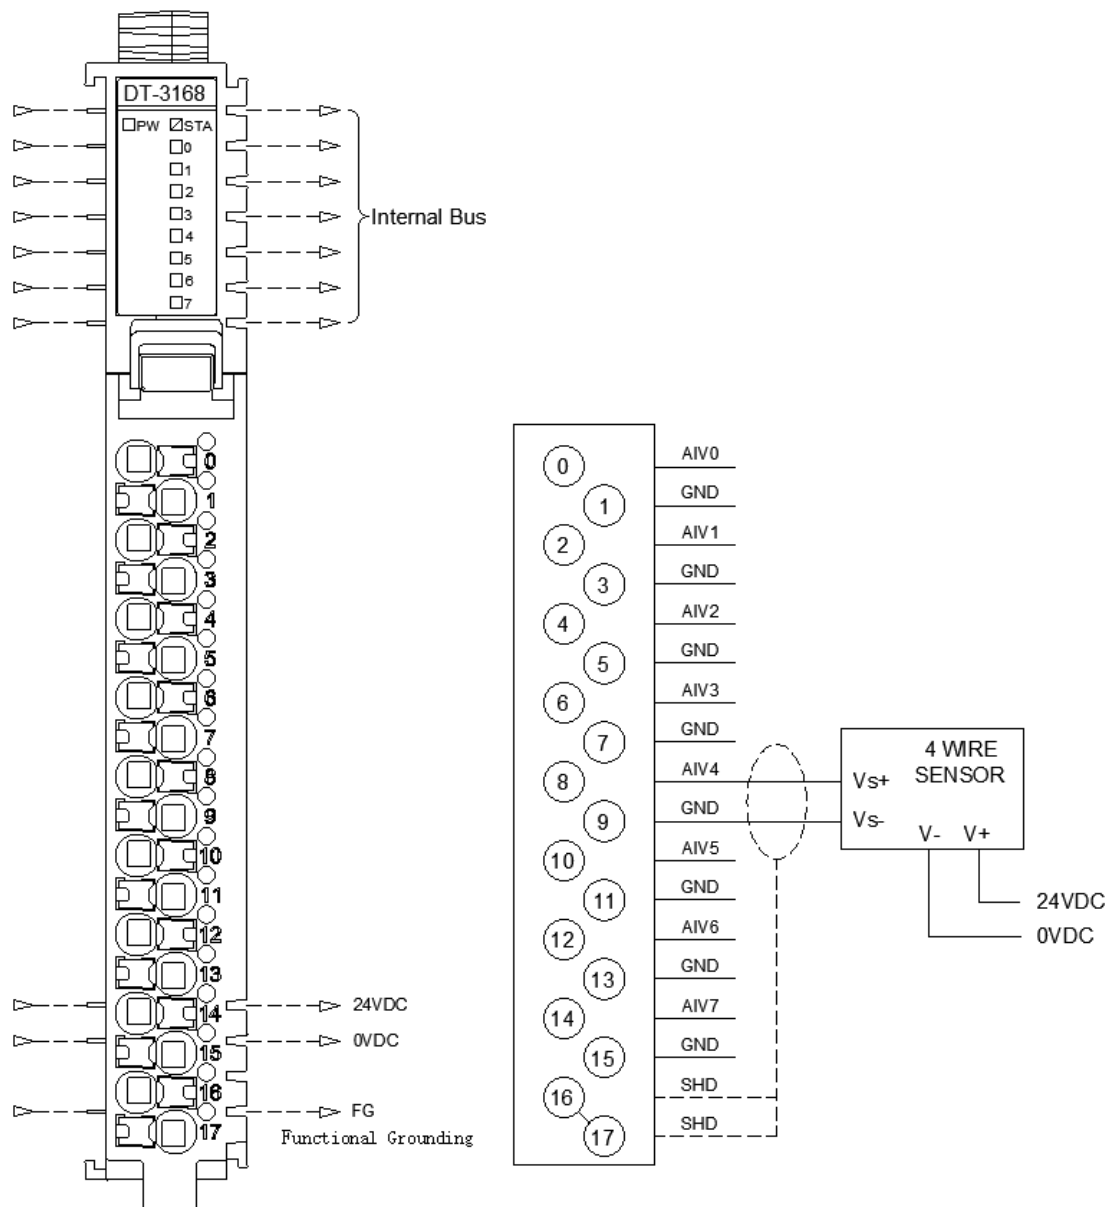 DT-3168
PW STA
0
1
2
3
4
5
6
7
Internal Bus
0
1
2
3
4
5
6
7
8
9
10
11
12
13
14
15
16
17
24VDC
0VDC
FG
Functional Grounding
0 AIV0
1 GND
2 AIV1
3 GND
4 AIV2
5 GND
6 AIV3
7 GND
8 AIV4
9 GND
10 AIV5
11 GND
12 AIV6
13 GND
14 AIV7
15 GND
16 SHD
17 SHD
4 WIRE
SENSOR
Vs+
Vs-
V- V+
24VDC
0VDC